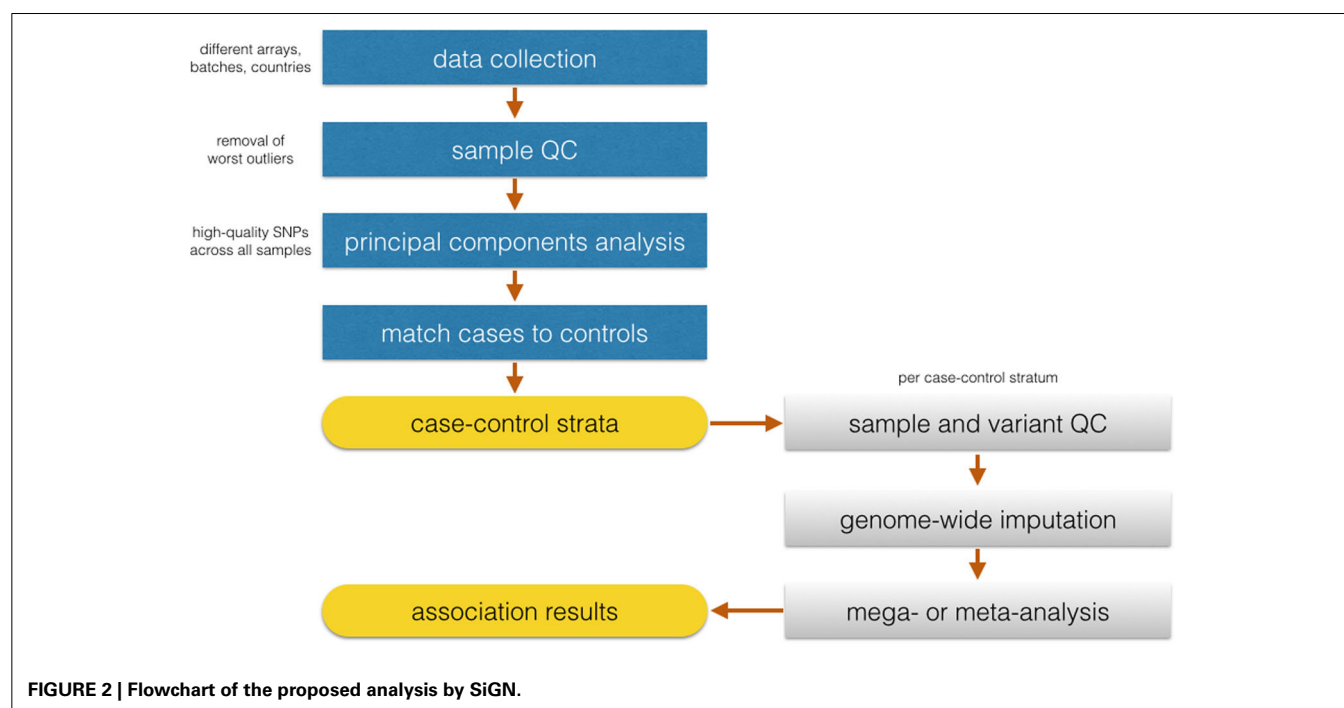 different arrays,
batches, countries
data collection
removal of
worst outliers
sample QC
high-quality SNPs
across all samples
principal components analysis
match cases to controls
per case-control stratum
case-control strata
sample and variant QC
genome-wide imputation
association results
mega- or meta-analysis
FIGURE 2 | Flowchart of the proposed analysis by SiGN.